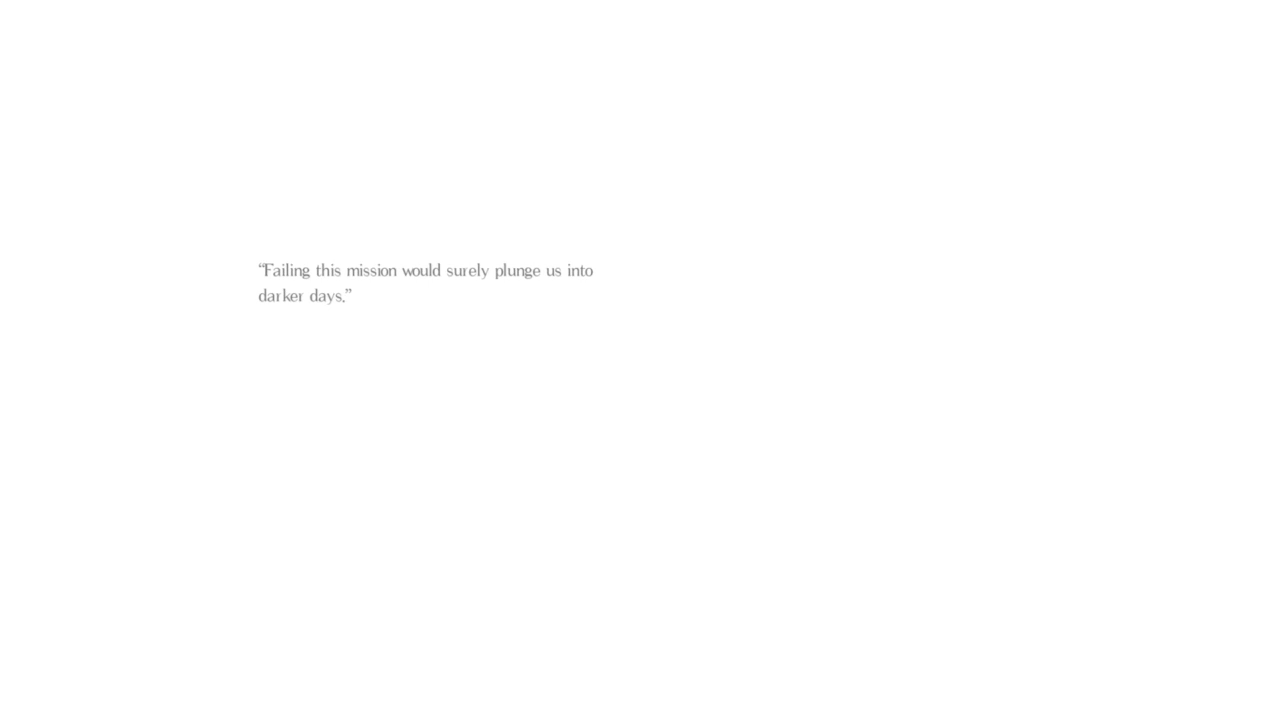 “Failing this mission would surely plunge us into
darker days.”